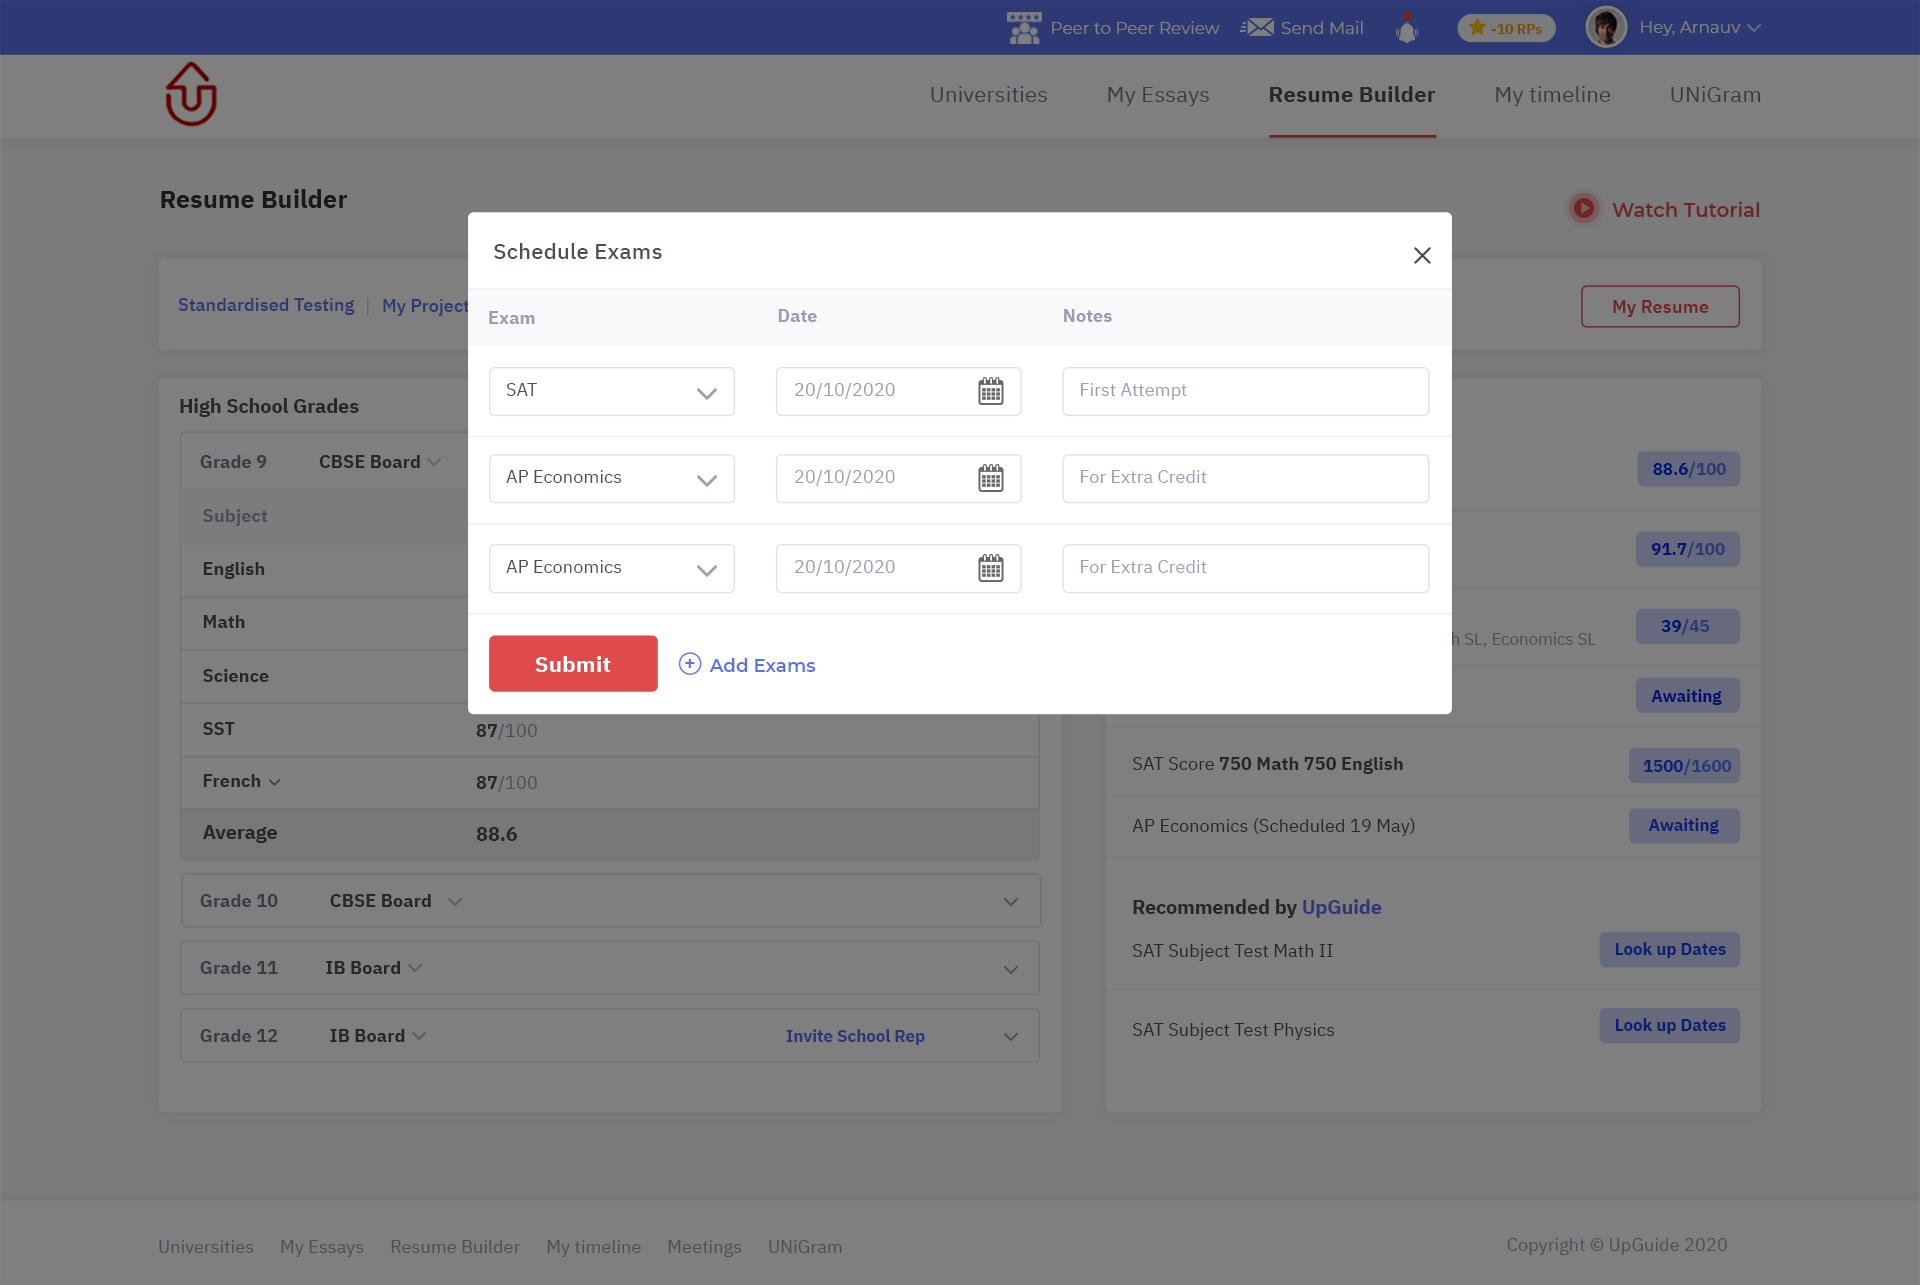 Peer to Peer Review Send Mail -10 RPs Hey, Arnauv
Universities My Essays Resume Builder My timeline UNiGram
Resume Builder
Watch Tutorial
Standardised Testing | My Project
My Resume
Schedule Exams
Exam Date Notes
SAT 20/10/2020 First Attempt
AP Economics 20/10/2020 For Extra Credit
AP Economics 20/10/2020 For Extra Credit
Submit Add Exams
High School Grades
Grade 9 CBSE Board
Subject
English
Math
Science
SST 87/100
French 87/100
Average 88.6
Grade 10 CBSE Board
Grade 11 IB Board
Grade 12 IB Board Invite School Rep
88.6/100
91.7/100
39/45
h SL, Economics SL
Awaiting
SAT Score 750 Math 750 English 1500/1600
AP Economics (Scheduled 19 May) Awaiting
Recommended by UpGuide
SAT Subject Test Math II Look up Dates
SAT Subject Test Physics Look up Dates
Universities My Essays Resume Builder My timeline Meetings UNiGram
Copyright © UpGuide 2020